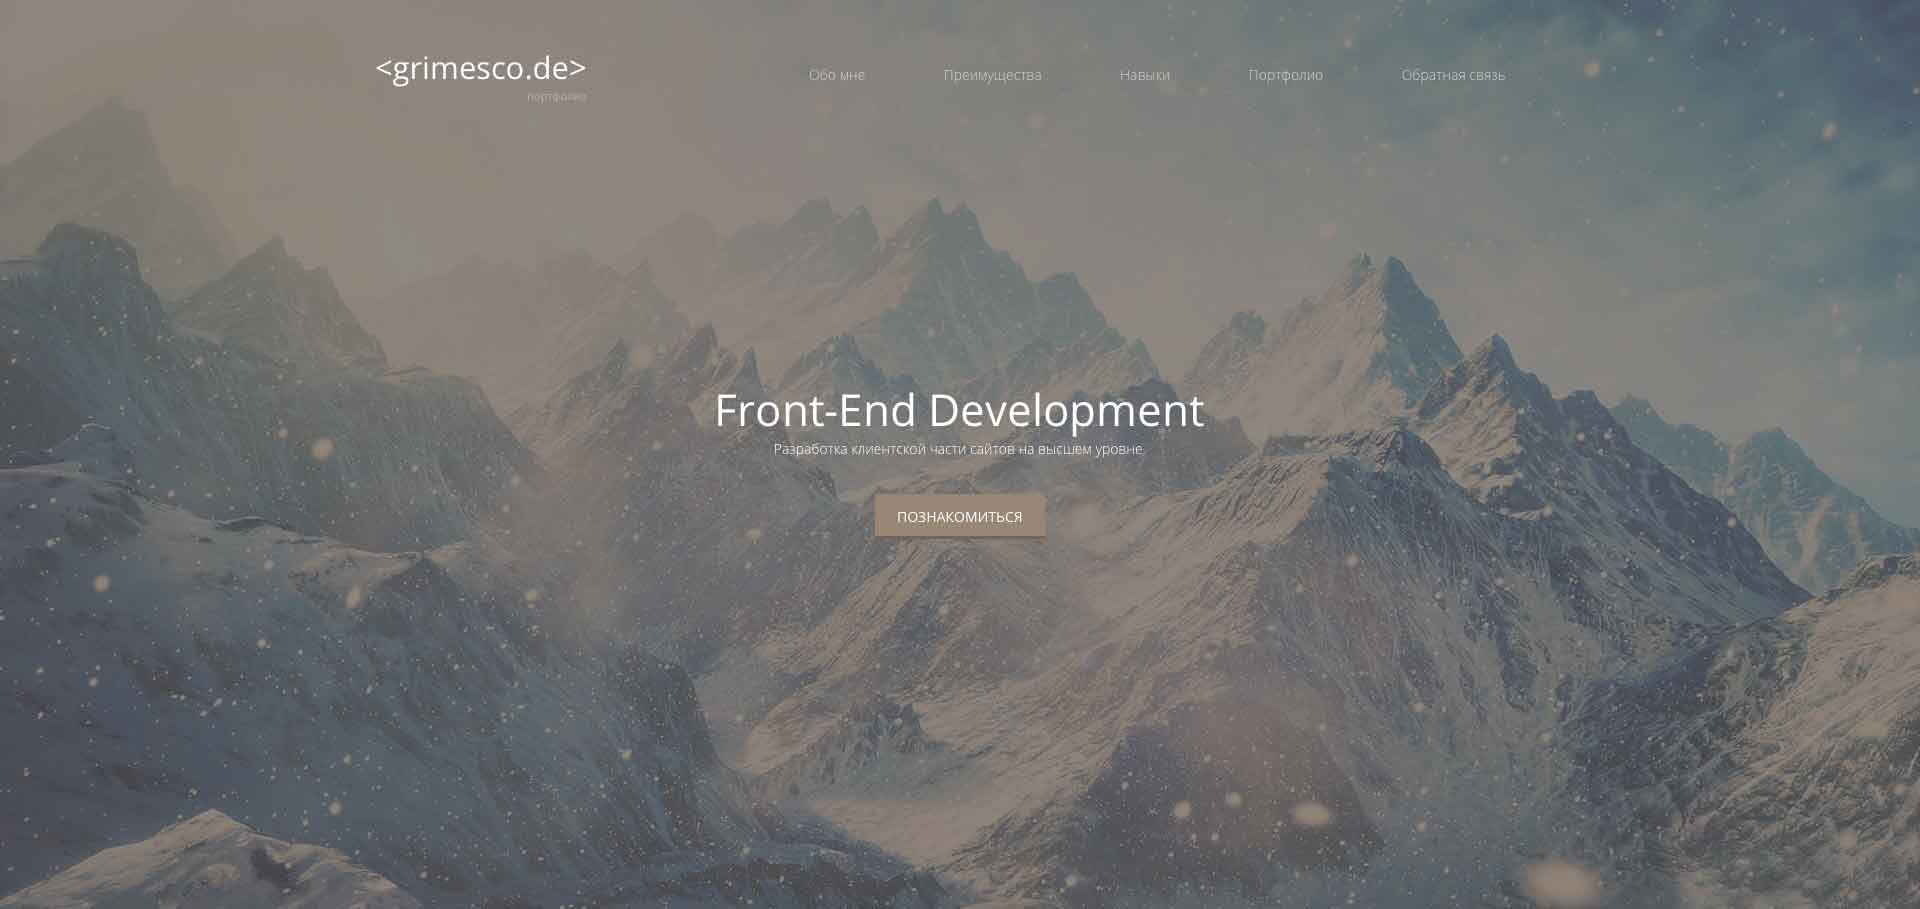 <grimesco.de>
портфолио
Обо мне Преимущества Навыки Портфолио Обратная связь
Front-End Development
Разработка клиентской части сайтов на высшем уровне
ПОЗНАКОМИТЬСЯ